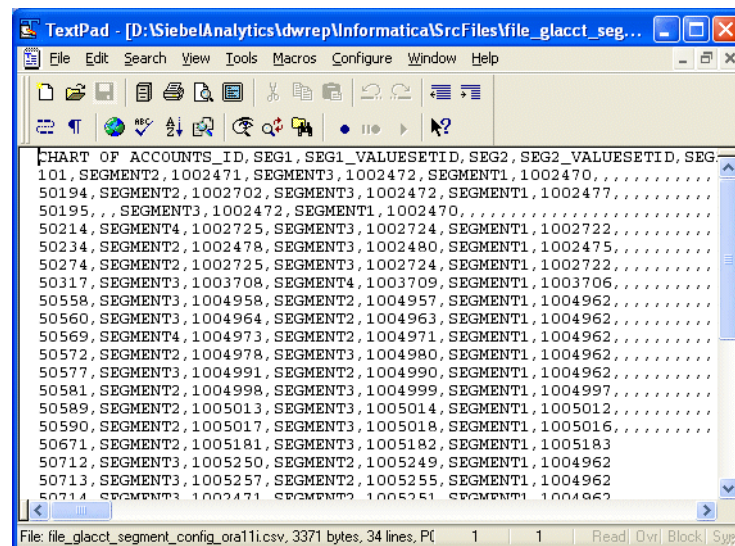 TextPad - [D:\SiebelAnalytics\dwrep\Informatica\SrcFiles\file_glacct_seg...
File Edit Search View Tools Macros Configure Window Help
CHART OF ACCOUNTS_ID,SEG1,SEG1_VALUESETID,SEG2,SEG2_VALUESETID,SEG
101,SEGMENT2,1002471,SEGMENT3,1002472,SEGMENT1,1002470,,,,,,,,,,,
50194,SEGMENT2,1002702,SEGMENT3,1002472,SEGMENT1,1002477,,,,,,,,,
50195,,,SEGMENT3,1002472,SEGMENT1,1002470,,,,,,,,,,,,,,,,,
50214,SEGMENT4,1002725,SEGMENT3,1002724,SEGMENT1,1002722,,,,,,,,,
50234,SEGMENT2,1002478,SEGMENT3,1002480,SEGMENT1,1002475,,,,,,,,,
50274,SEGMENT2,1002725,SEGMENT3,1002724,SEGMENT1,1002722,,,,,,,,,
50317,SEGMENT3,1003708,SEGMENT4,1003709,SEGMENT1,1003706,,,,,,,,,
50558,SEGMENT3,1004958,SEGMENT2,1004957,SEGMENT1,1004962,,,,,,,,,
50560,SEGMENT3,1004964,SEGMENT2,1004963,SEGMENT1,1004962,,,,,,,,,
50569,SEGMENT4,1004973,SEGMENT2,1004971,SEGMENT1,1004962,,,,,,,,,
50572,SEGMENT2,1004978,SEGMENT3,1004980,SEGMENT1,1004962,,,,,,,,,
50577,SEGMENT3,1004991,SEGMENT2,1004990,SEGMENT1,1004962,,,,,,,,,
50581,SEGMENT2,1004998,SEGMENT3,1004999,SEGMENT1,1004997,,,,,,,,,
50589,SEGMENT2,1005013,SEGMENT3,1005014,SEGMENT1,1005012,,,,,,,,,
50590,SEGMENT2,1005017,SEGMENT3,1005018,SEGMENT1,1005016,,,,,,,,,
50671,SEGMENT2,1005181,SEGMENT3,1005182,SEGMENT1,1005183
50712,SEGMENT3,1005250,SEGMENT2,1005249,SEGMENT1,1004962
50713,SEGMENT3,1005257,SEGMENT2,1005255,SEGMENT1,1004962
50714,SEGMENT3,1002471,SEGMENT2,1005251,SEGMENT1,1004962
File: file_glacct_segment_config_ora11i.csv, 3371 bytes, 34 lines, P( 1 1 Read Ovr Block Syn